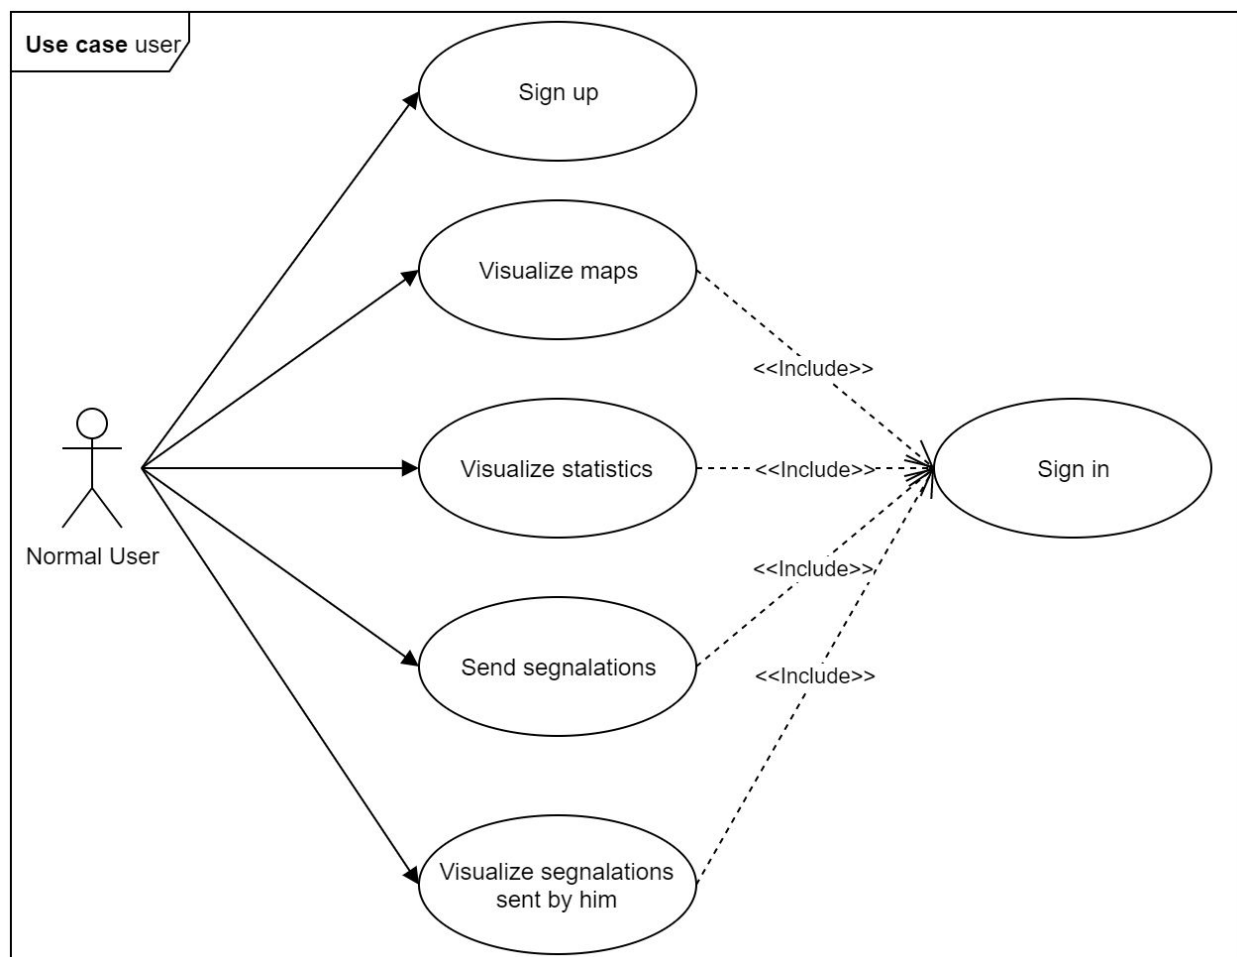 Use case user
Sign up
Visualize maps
<<Include>>
Visualize statistics
<<Include>>
Sign in
Normal User
<<Include>>
Send segnalations
<<Include>>
Visualize segnalations
sent by him